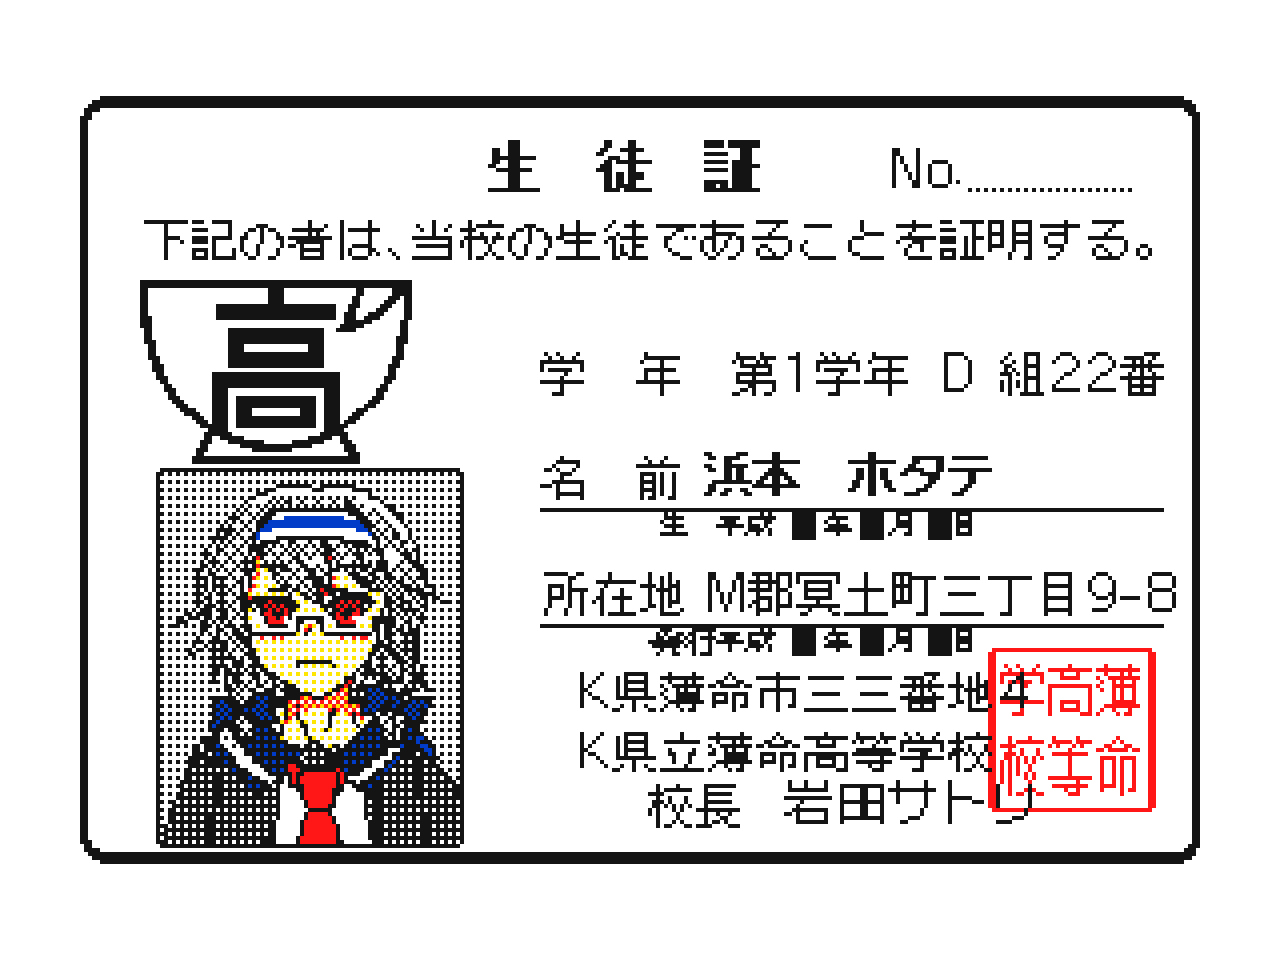 生徒証 No.
下記の者は、当校の生徒であることを証明する。
高
学 年 第1学年 D 組22番
名 前 浜本 ホタテ
生 平成■年■月■日
所在地 M郡冥土町三丁目9-8
発行平成■年■月■日
K県薄命市三三番地4
K県立薄命高等学校
校長 岩田サトリ
薄命
高等
学校